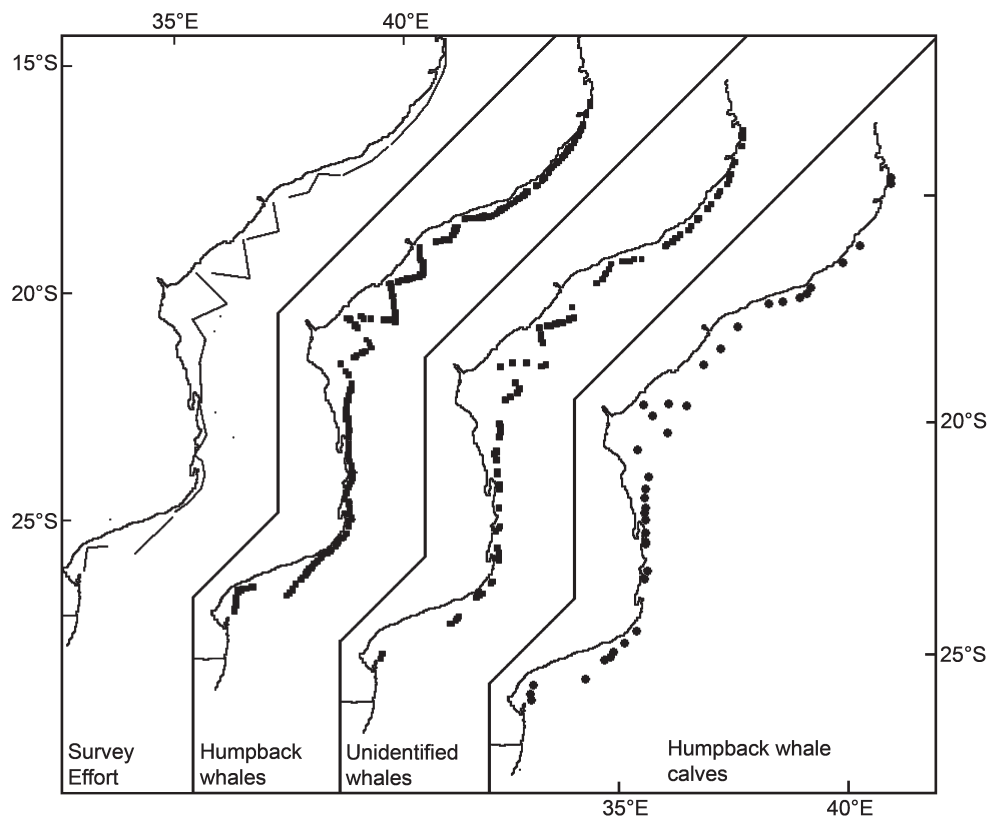 35°E 40°E
15°S
20°S
25°S
20°S
25°S
Survey
Effort
Humpback
whales
Unidentified
whales
Humpback whale
calves
35°E 40°E